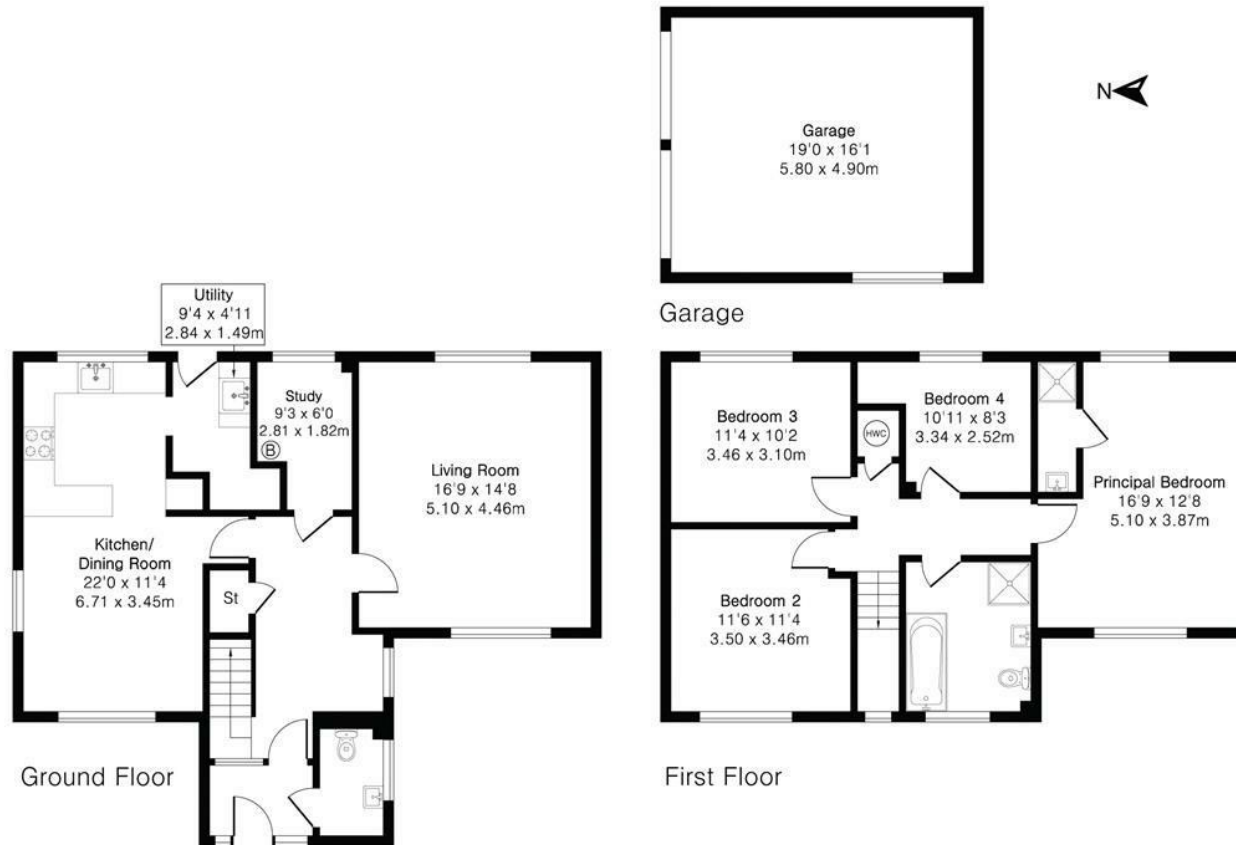 Garage
19'0 x 16'1
5.80 x 4.90m
N
Garage
Utility
9'4 x 4'11
2.84 x 1.49m
Study
9'3 x 6'0
2.81 x 1.82m
B
Living Room
16'9 x 14'8
5.10 x 4.46m
Kitchen/
Dining Room
22'0 x 11'4
6.71 x 3.45m
St
Ground Floor
Bedroom 3
11'4 x 10'2
3.46 x 3.10m
HWC
Bedroom 4
10'11 x 8'3
3.34 x 2.52m
Principal Bedroom
16'9 x 12'8
5.10 x 3.87m
Bedroom 2
11'6 x 11'4
3.50 x 3.46m
First Floor